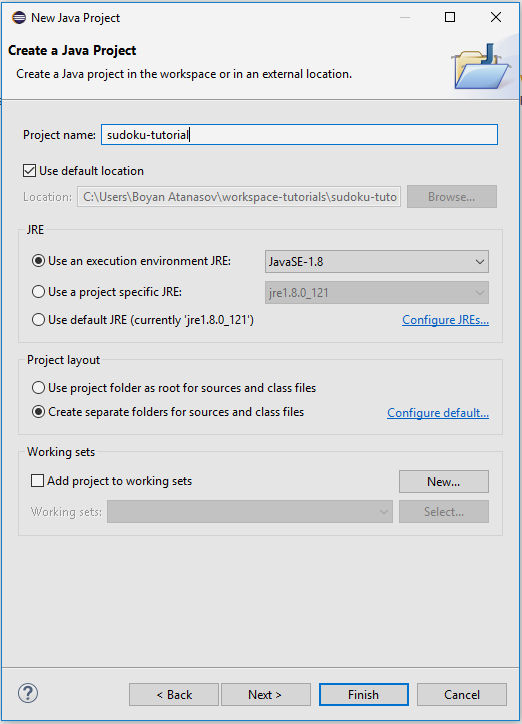 New Java Project
Create a Java Project
Create a Java project in the workspace or in an external location.
Project name: sudoku-tutorial
Use default location
Location: C:\Users\Boyan Atanasov\workspace-tutorials\sudoku-tuto Browse...
JRE
Use an execution environment JRE: JavaSE-1.8
Use a project specific JRE: jre1.8.0_121
Use default JRE (currently 'jre1.8.0_121') Configure JREs...
Project layout
Use project folder as root for sources and class files
Create separate folders for sources and class files Configure default...
Working sets
Add project to working sets New...
Working sets: Select...
? < Back Next > Finish Cancel